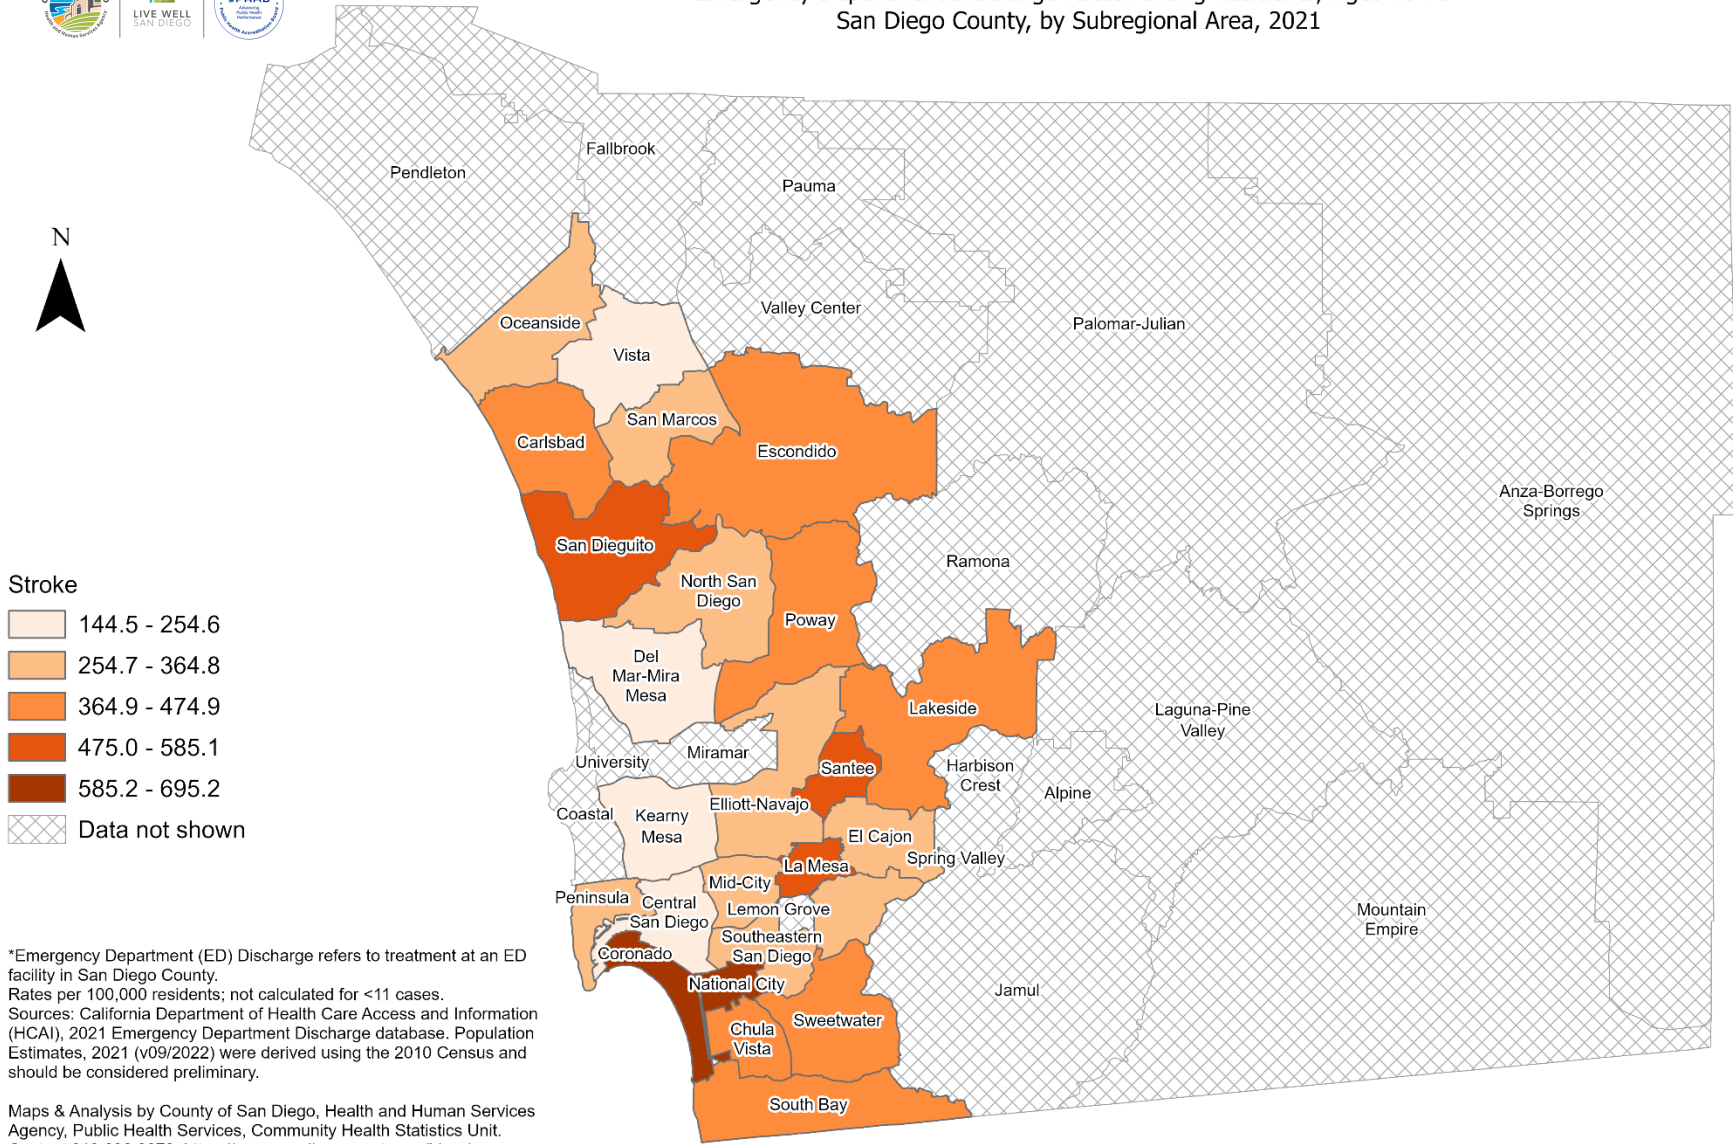 LIVE WELL
SAN DIEGO
San Diego County, by Subregional Area, 2021
Fallbrook
Pendleton
Pauma
N
Valley Center
Oceanside
Palomar-Julian
Vista
San Marcos
Carlsbad
Escondido
Anza-Borrego
Springs
San Dieguito
Ramona
North San
Diego
Poway
Del
Mar-Mira
Mesa
Lakeside
Laguna-Pine
Valley
Miramar
University
Santee
Harbison
Crest
Alpine
Elliott-Navajo
Coastal
Kearny
Mesa
El Cajon
Spring Valley
La Mesa
Mid-City
Peninsula
Central
San Diego
Lemon Grove
Mountain
Empire
Southeastern
San Diego
Coronado
National City
Jamul
Sweetwater
Chula
Vista
South Bay
Stroke
144.5 - 254.6
254.7 - 364.8
364.9 - 474.9
475.0 - 585.1
585.2 - 695.2
Data not shown
*Emergency Department (ED) Discharge refers to treatment at an ED
facility in San Diego County.
Rates per 100,000 residents; not calculated for <11 cases.
Sources: California Department of Health Care Access and Information
(HCAI), 2021 Emergency Department Discharge database. Population
Estimates, 2021 (v09/2022) were derived using the 2010 Census and
should be considered preliminary.
Maps & Analysis by County of San Diego, Health and Human Services
Agency, Public Health Services, Community Health Statistics Unit.